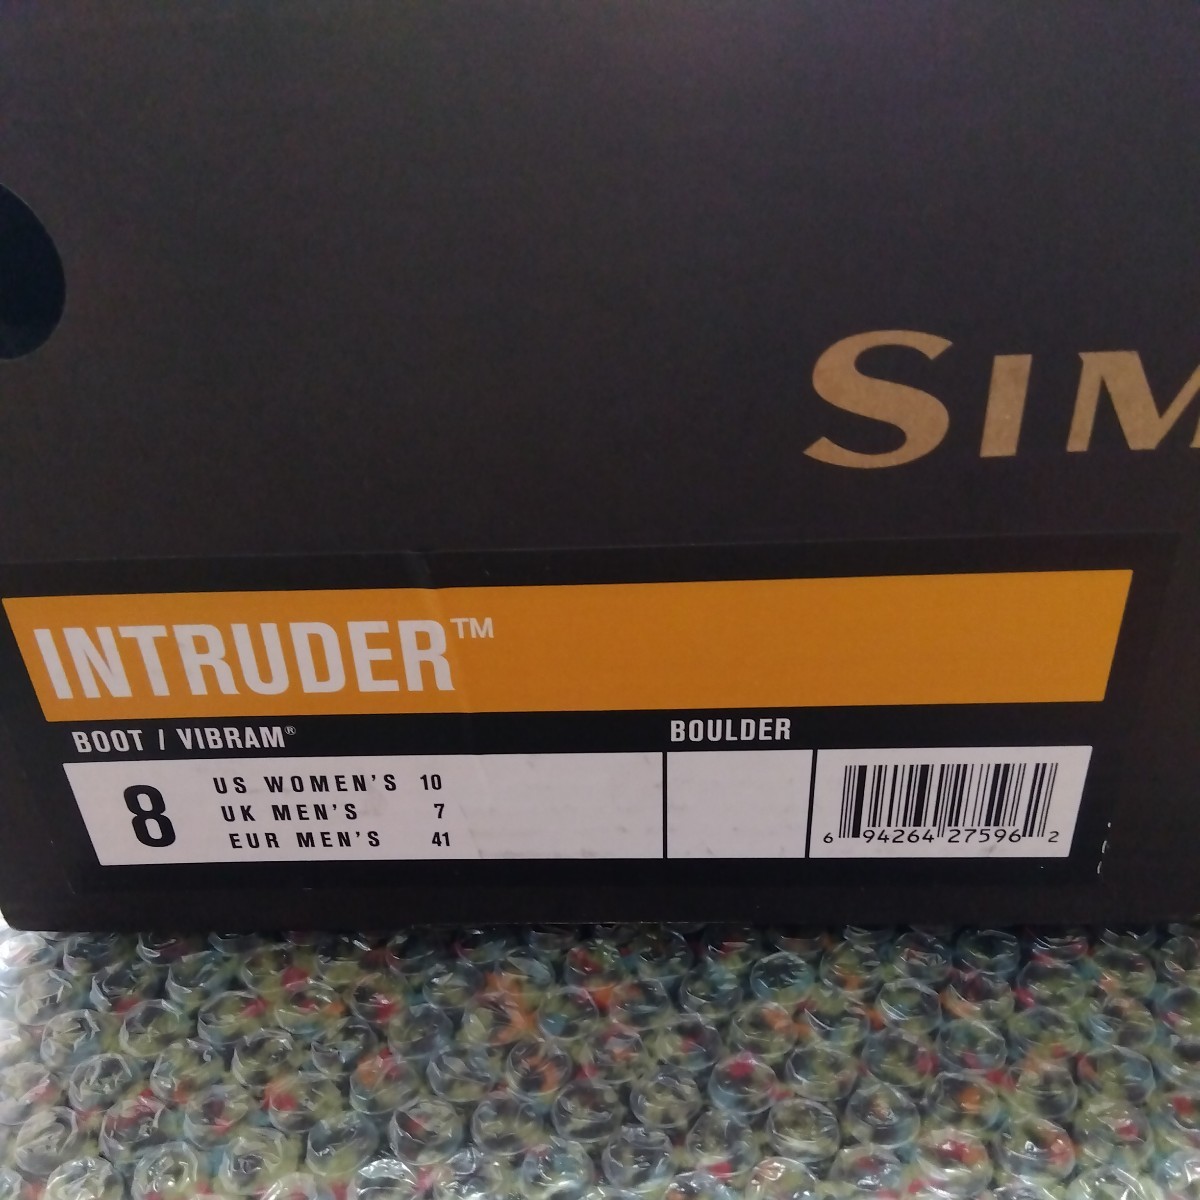 SIM
INTRUDER™
BOOT / VIBRAM®
BOULDER
8
US WOMEN'S 10
UK MEN'S 7
EUR MEN'S 41
6 94264 27596 2